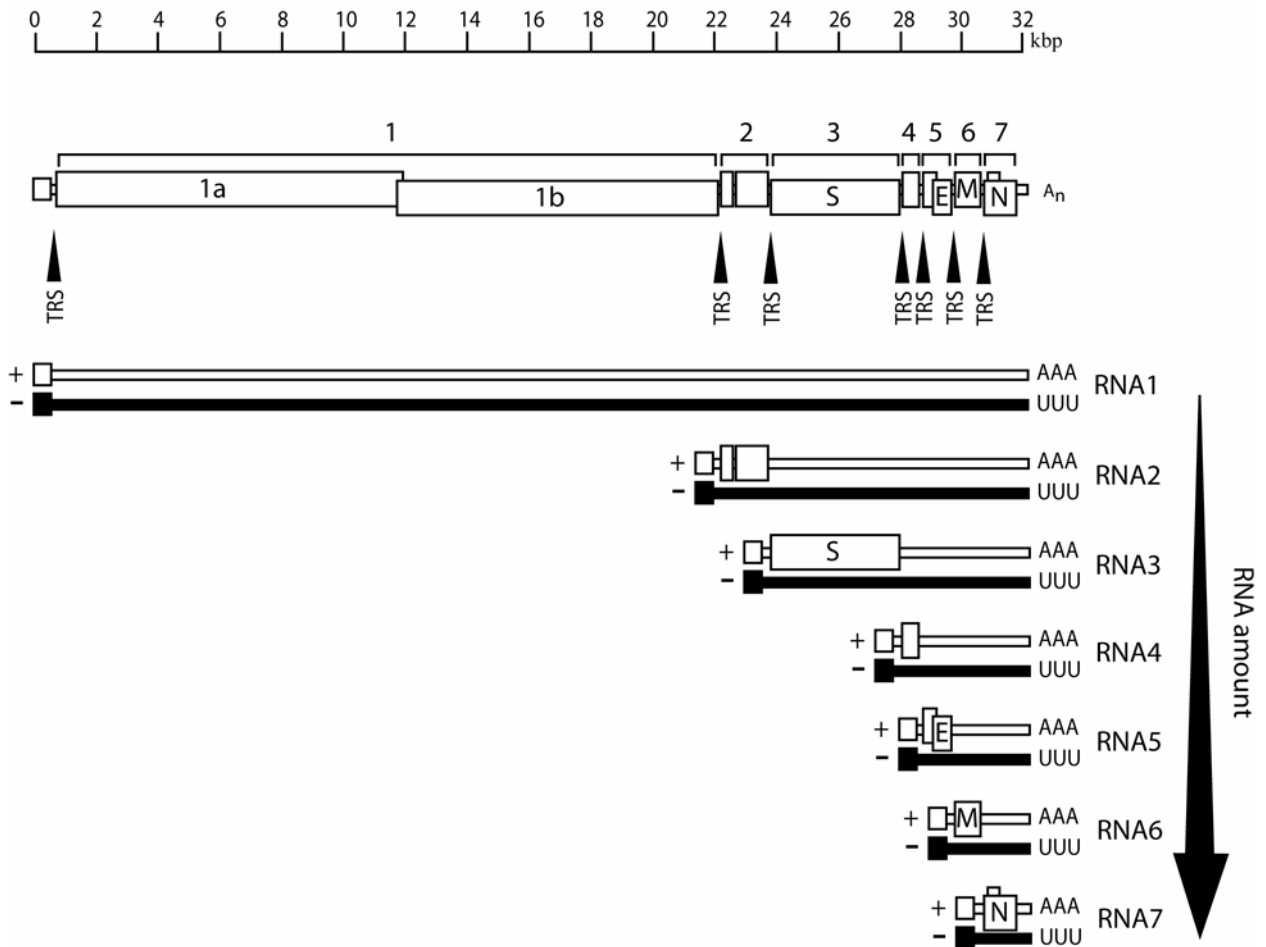 0 2 4 6 8 10 12 14 16 18 20 22 24 26 28 30 32
kbp
1 2 3 4 5 6 7
1a 1b S E M N An
TRS TRS TRS TRS TRS TRS TRS
+ AAA
RNA1
- UUU
+ AAA
RNA2
- UUU
+ S AAA
RNA3
- UUU
+ AAA
RNA4
- UUU
+ E AAA
RNA5
- UUU
+ M AAA
RNA6
- UUU
+ N AAA
RNA7
- UUU
RNA amount